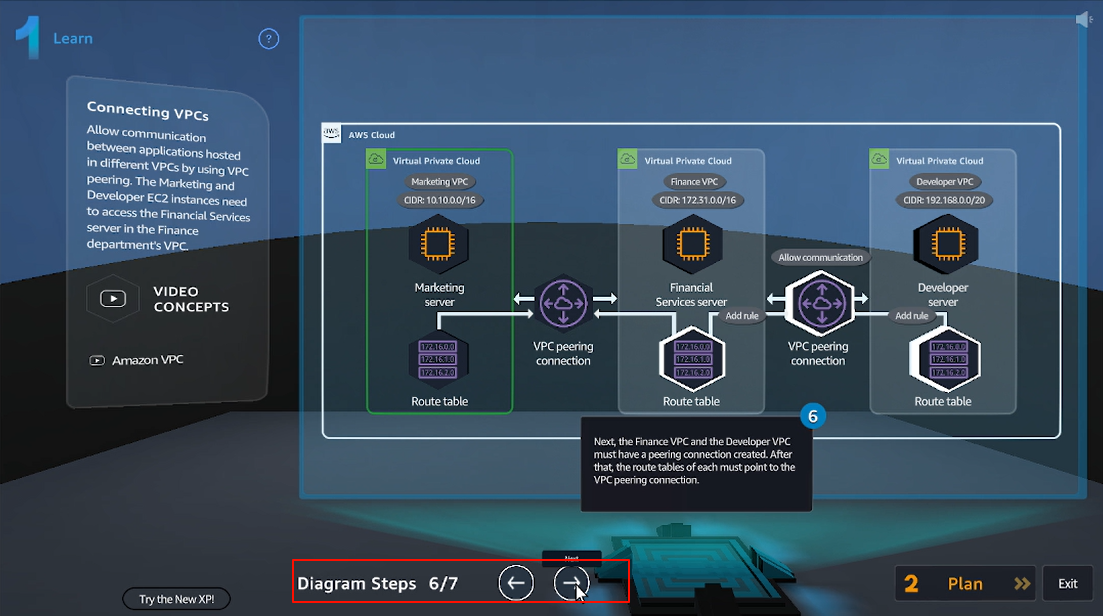 1
Learn
?
Connecting VPCs
Allow communication
between applications hosted
in different VPCs by using VPC
peering. The Marketing and
Developer EC2 instances need
to access the Financial Services
server in the Finance
department's VPC.
VIDEO
CONCEPTS
Amazon VPC
aws
AWS Cloud
Virtual Private Cloud
Marketing VPC
CIDR: 10.10.0.0/16
Marketing
server
172.16.0.0
172.16.1.0
172.16.2.0
Route table
VPC peering
connection
Virtual Private Cloud
Finance VPC
CIDR: 172.31.0.0/16
Financial
Services server
Add rule
172.16.0.0
172.16.1.0
172.16.2.0
Route table
Allow communication
VPC peering
connection
Virtual Private Cloud
Developer VPC
CIDR: 192.168.0.0/20
Developer
server
Add rule
172.16.0.0
172.16.1.0
172.16.2.0
Route table
6
Next, the Finance VPC and the Developer VPC
must have a peering connection created. After
that, the route tables of each must point to the
VPC peering connection.
Next
Diagram Steps 6/7
Try the New XP!
2 Plan
Exit